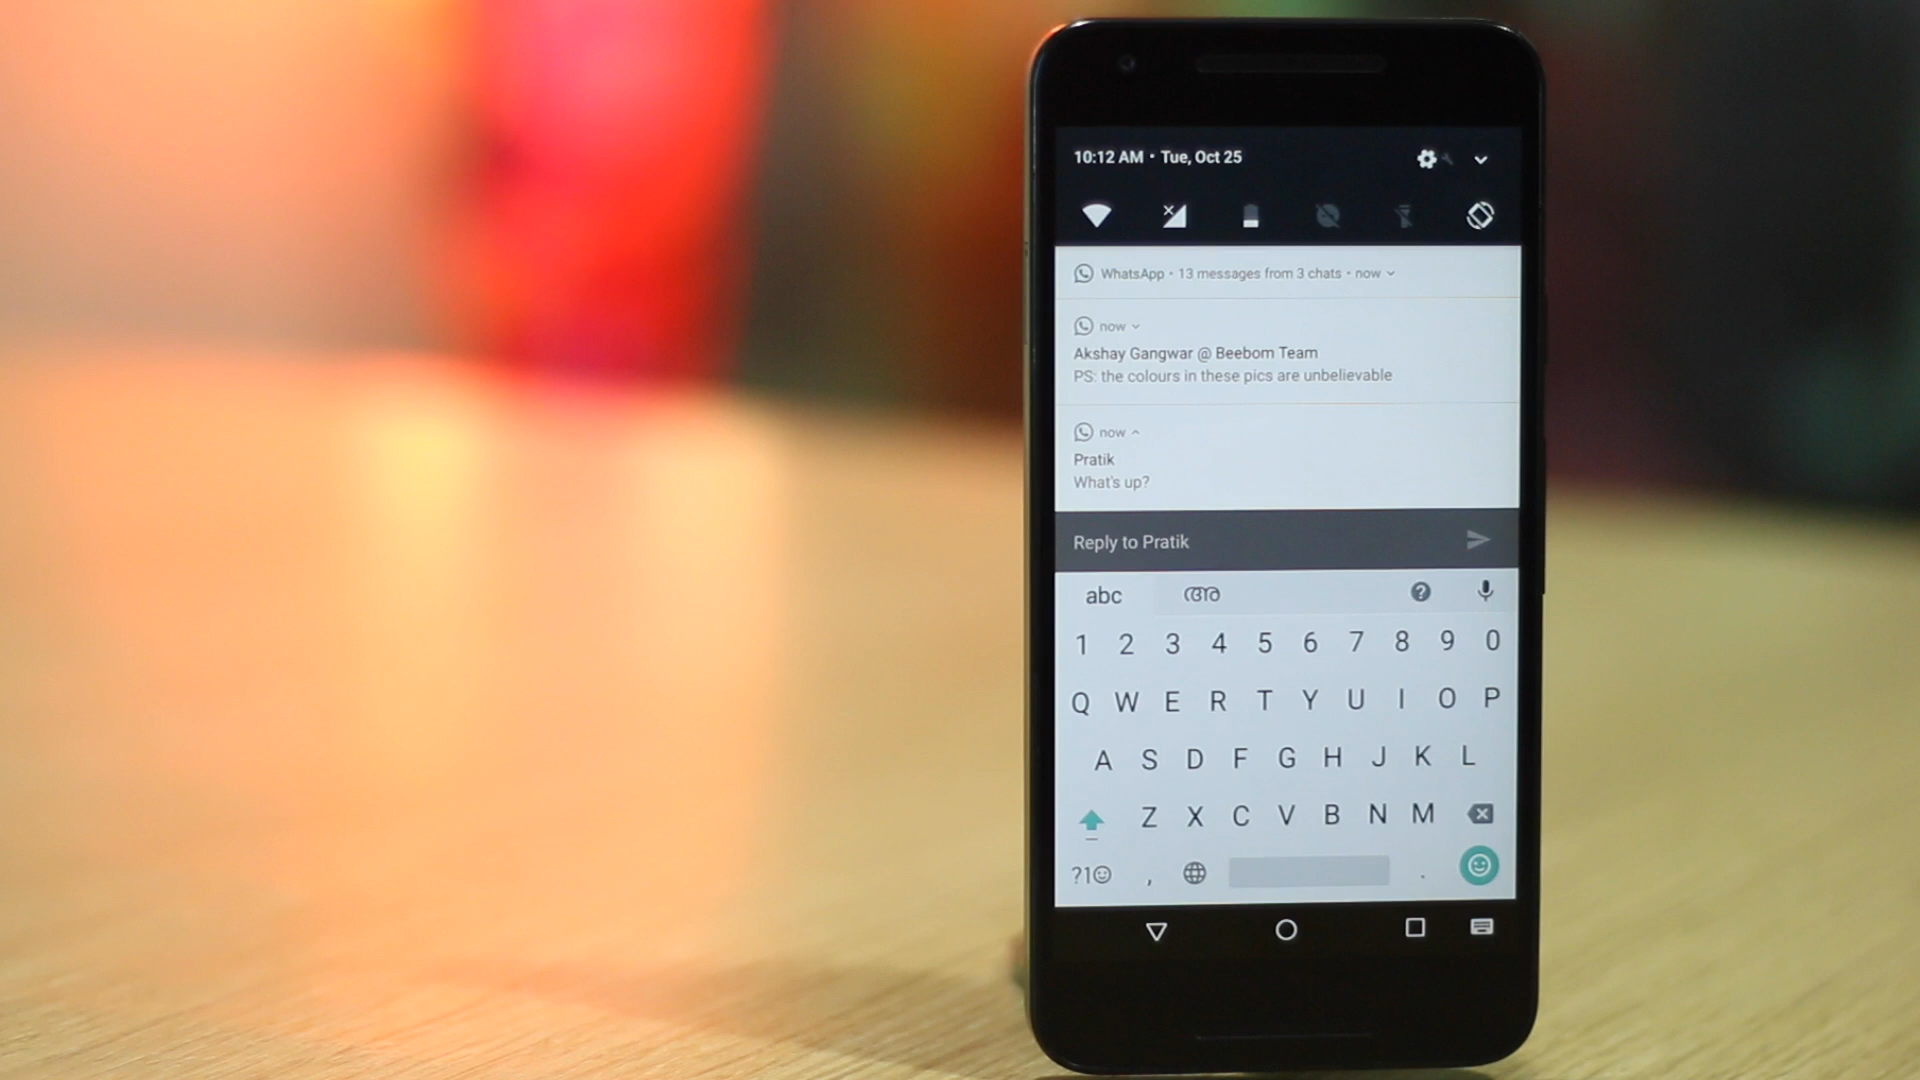 10:12 AM • Tue, Oct 25
WhatsApp • 13 messages from 3 chats • now
now
Akshay Gangwar @ Beebom Team
PS: the colours in these pics are unbelievable
now
Pratik
What's up?
Reply to Pratik
abc അ
1 2 3 4 5 6 7 8 9 0
Q W E R T Y U I O P
A S D F G H J K L
Z X C V B N M
?1☺ , .